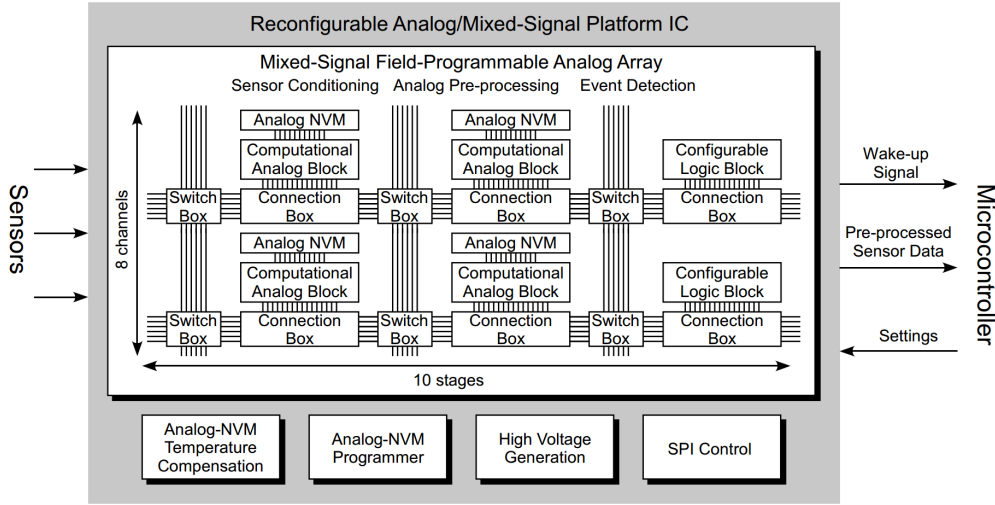 Reconfigurable Analog/Mixed-Signal Platform IC
Mixed-Signal Field-Programmable Analog Array
Sensor Conditioning
Analog Pre-processing
Event Detection
Sensors
8 channels
Analog NVM
Analog NVM
Computational
Analog Block
Computational
Analog Block
Configurable
Logic Block
Switch
Box
Connection
Box
Switch
Box
Connection
Box
Switch
Box
Connection
Box
Analog NVM
Analog NVM
Computational
Analog Block
Computational
Analog Block
Configurable
Logic Block
Switch
Box
Connection
Box
Switch
Box
Connection
Box
Switch
Box
Connection
Box
10 stages
Wake-up
Signal
Pre-processed
Sensor Data
Settings
Microcontroller
Analog-NVM
Temperature
Compensation
Analog-NVM
Programmer
High Voltage
Generation
SPI Control